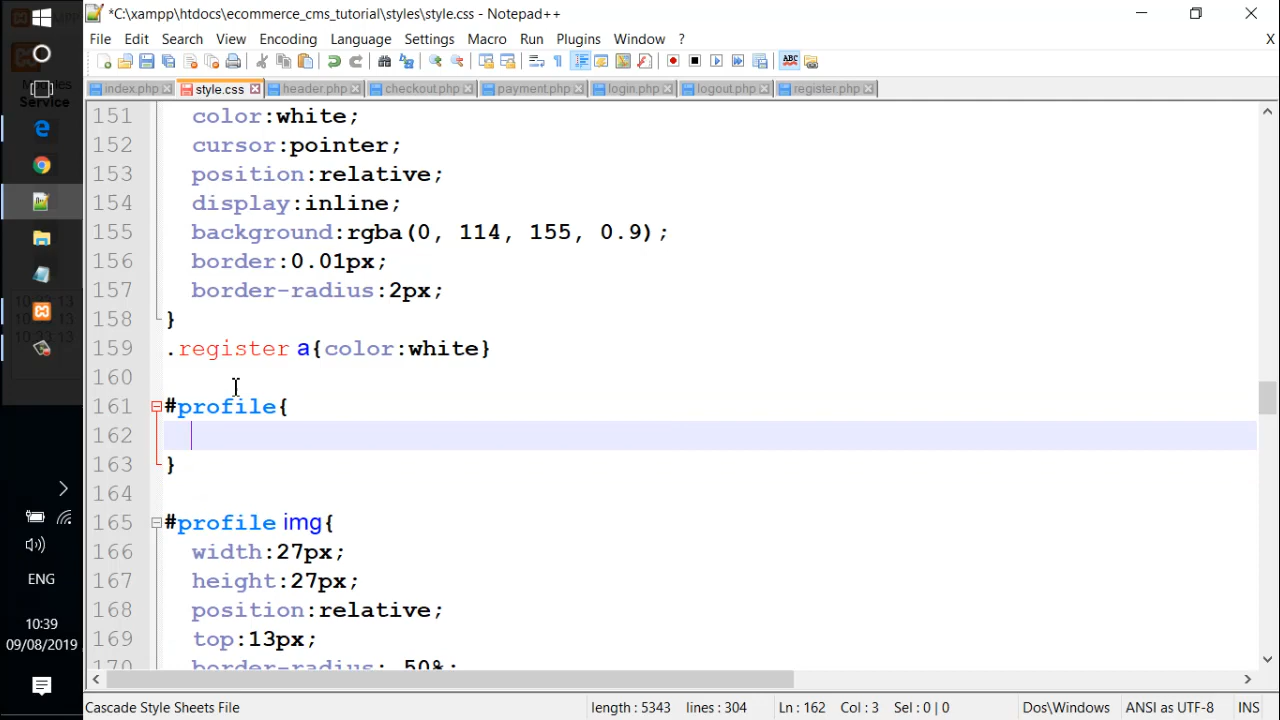 *C:\xampp\htdocs\ecommerce_cms_tutorial\styles\style.css - Notepad++
File Edit Search View Encoding Language Settings Macro Run Plugins Window ? X
index.php style.css header.php checkout.php payment.php login.php logout.php register.php
151 color:white;
152 cursor:pointer;
153 position:relative;
154 display:inline;
155 background:rgba(0, 114, 155, 0.9);
156 border:0.01px;
157 border-radius:2px;
158 }
159 .register a{color:white}
160
161 #profile{
162
163 }
164
165 #profile img{
166 width:27px;
167 height:27px;
168 position:relative;
169 top:13px;
170 border-radius: 50%;
Cascade Style Sheets File length : 5343 lines : 304 Ln : 162 Col : 3 Sel : 0 | 0 Dos\Windows ANSI as UTF-8 INS
Modules
Service
ENG
10:39
09/08/2019